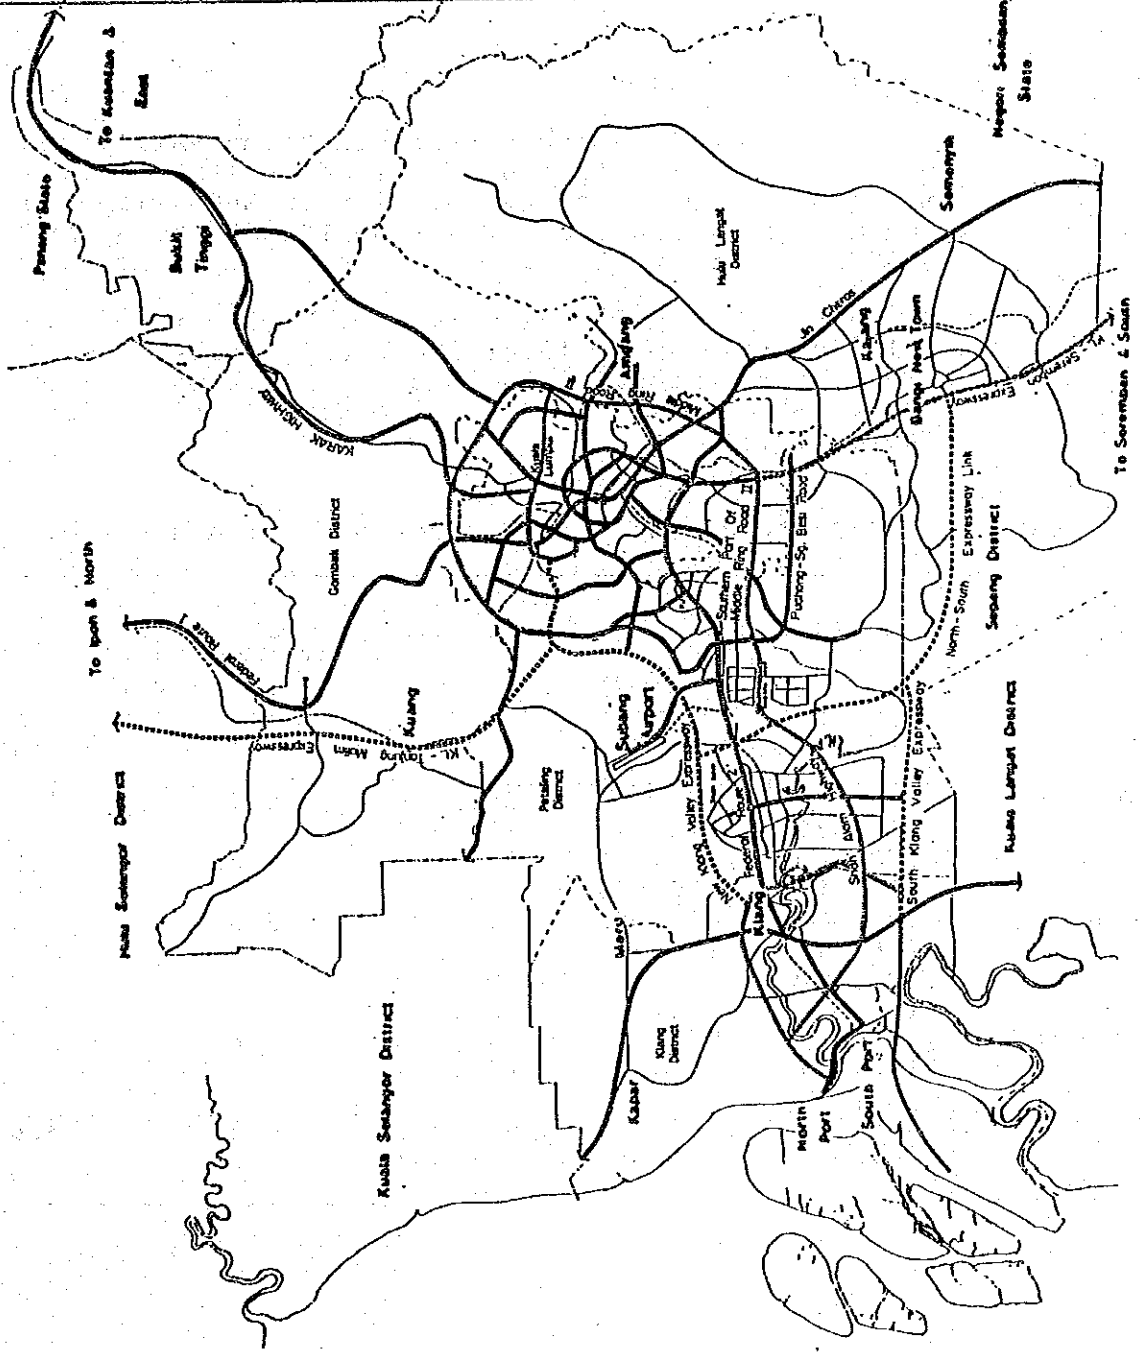 To Kuantan &
East
Pahang State
Bukit
Tinggi
Negeri Sembilan
State
Semenyih
Hulu Langat
District
Jln Cheras
Kajang
Bangi New Town
KL - Seremban
Expressway
To Seremban & South
Ampang
Middle Ring Road II
KARAK HIGHWAY
Kuala
Lumpur
Gombak District
To Ipoh & North
Federal Route 1
Kuang
KL - Tanjung Malim
Expressway
Hulu Selangor District
Southern Part Of
Middle Ring Road II
Puchong-Sg. Besi Road
North-South Expressway Link
Sepang District
Subang
Airport
Petaling
District
New Klang Valley Expressway
Federal Route 2
Shah Alam Highway
South Klang Valley Expressway
Kuala Langat District
Klang
Meru
Klang
District
Kapar
North
Port
South Port
Kuala Selangor District